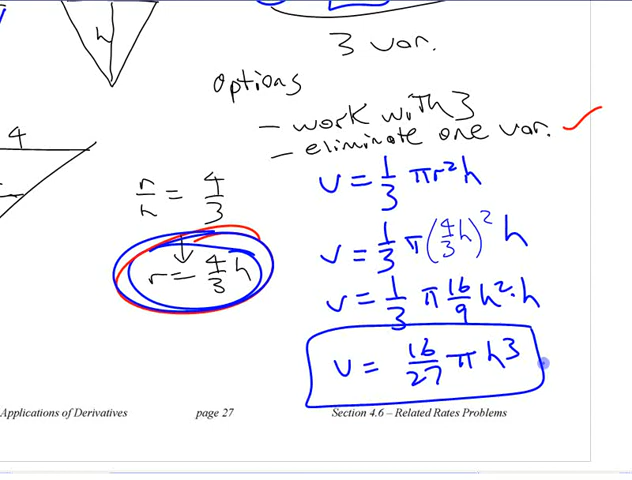 h
3 var.
options
- work with 3
- eliminate one var. ✓
4
r/h = 4/3
r = 4/3 h
V = 1/3 πr²h
V = 1/3 π(4/3 h)² h
V = 1/3 π 16/9 h²·h
V = 16/27 π h³
Applications of Derivatives page 27 Section 4.6 – Related Rates Problems